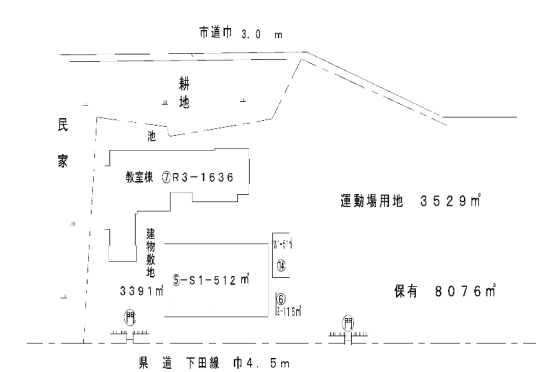 市道巾 3.0 m
耕地
民家
池
教室棟 ⑦R3-1636
運動場用地 3529㎡
建物敷地
3391㎡
⑭
⑤-S1-512㎡
⑥
保有 8076㎡
門
門
県道 下田線 巾4.5m